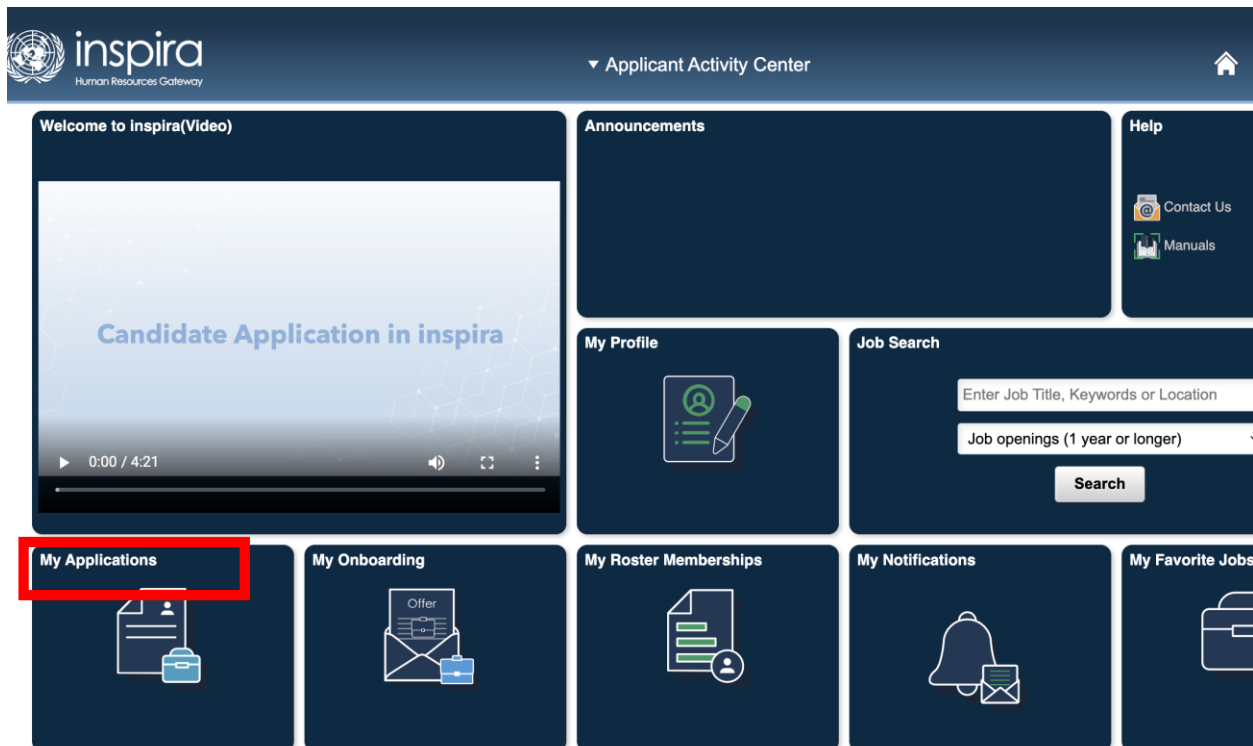 inspira
Human Resources Gateway
Applicant Activity Center
Welcome to inspira(Video)
Candidate Application in inspira
0:00 / 4:21
Announcements
Help
Contact Us
Manuals
My Profile
Job Search
Enter Job Title, Keywords or Location
Job openings (1 year or longer)
Search
My Applications
My Onboarding
Offer
My Roster Memberships
My Notifications
My Favorite Jobs